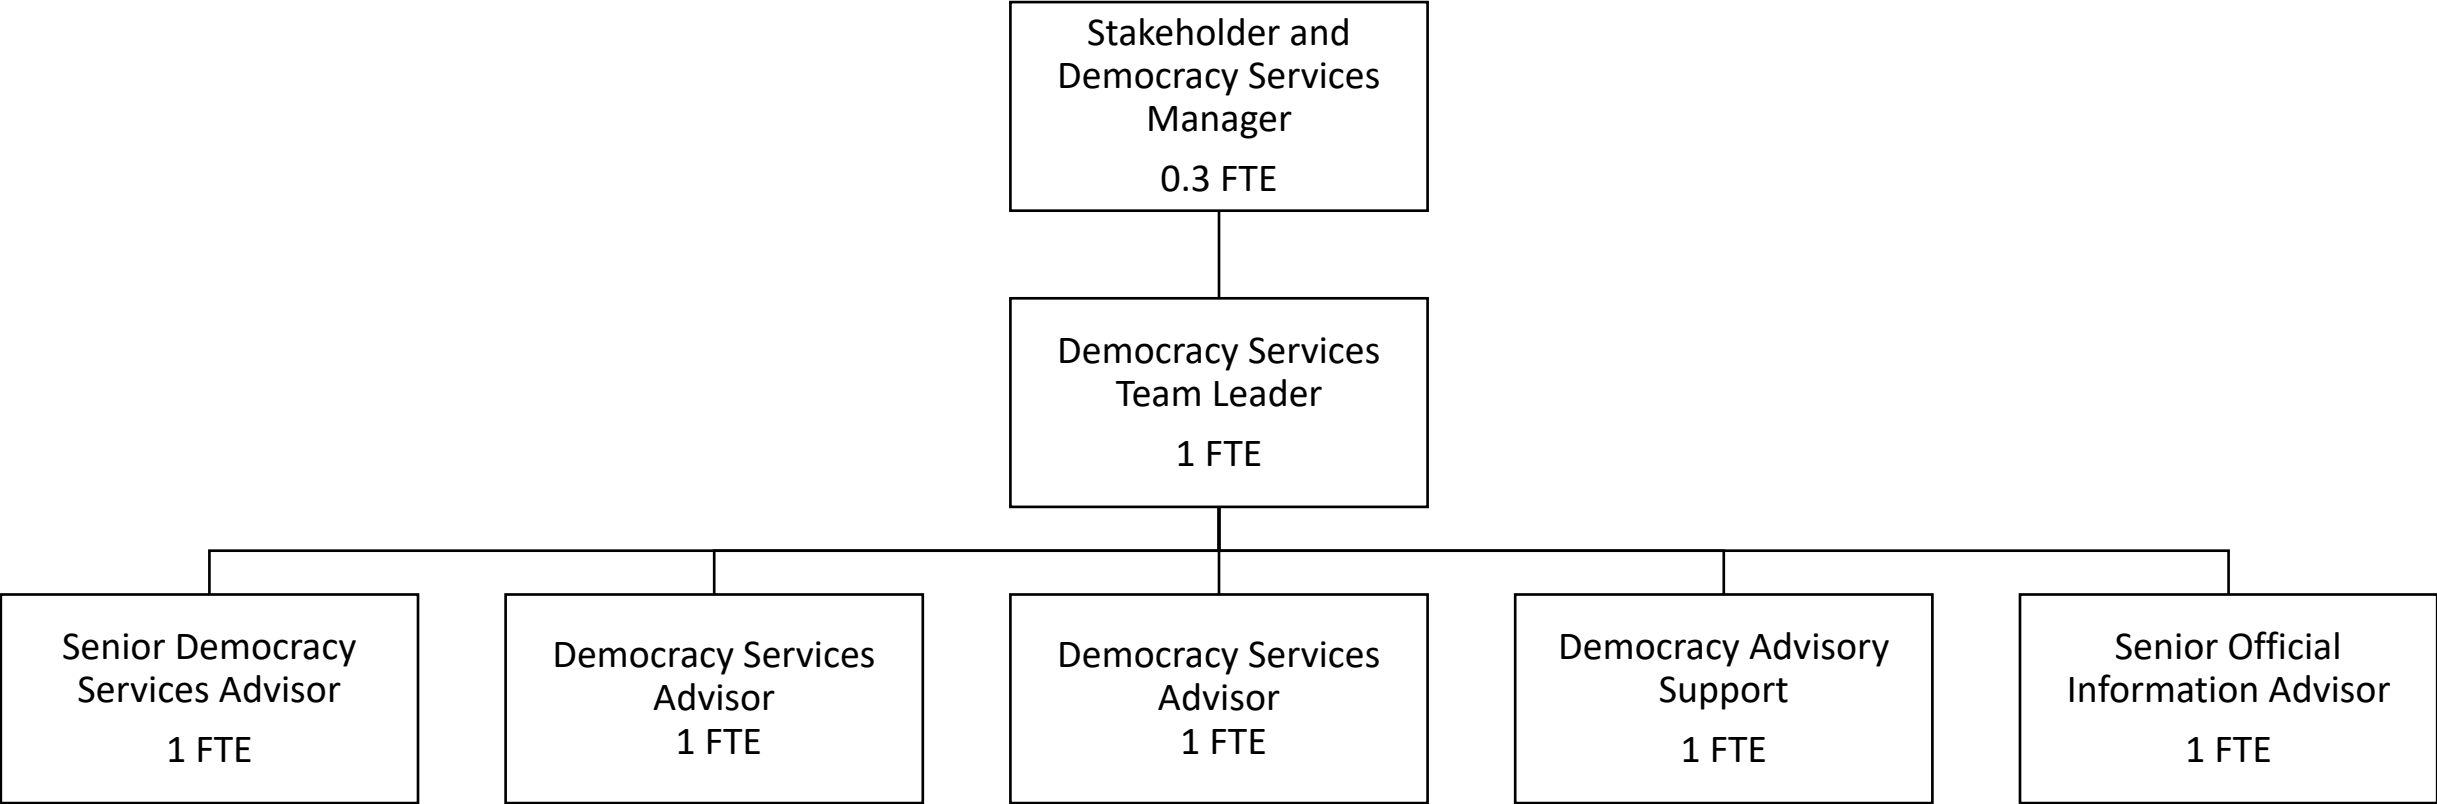 Stakeholder and
Democracy Services
Manager
0.3 FTE
Democracy Services
Team Leader
1 FTE
Senior Democracy
Services Advisor
1 FTE
Democracy Services
Advisor
1 FTE
Democracy Services
Advisor
1 FTE
Democracy Advisory
Support
1 FTE
Senior Official
Information Advisor
1 FTE